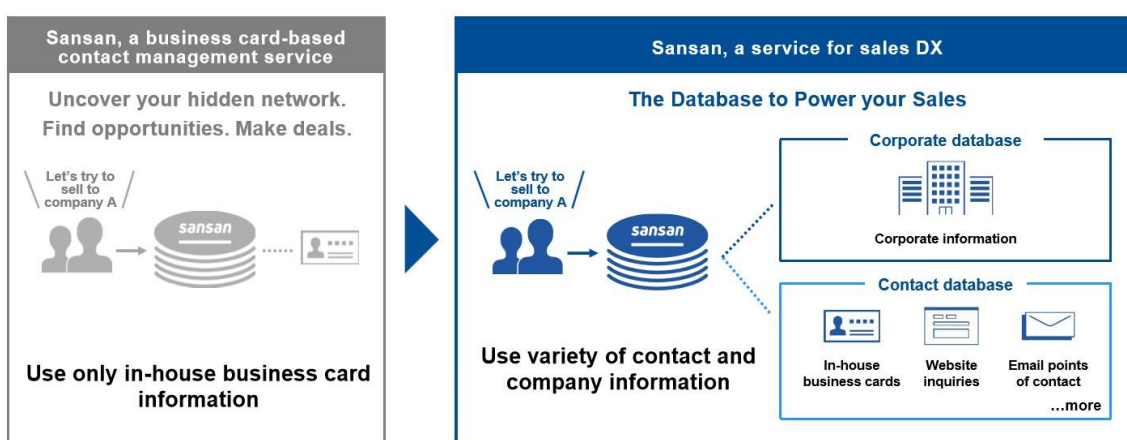 Sansan, a business card-based
contact management service
Uncover your hidden network.
Find opportunities. Make deals.
Let's try to
sell to
company A
sansan
Use only in-house business card
information
Sansan, a service for sales DX
The Database to Power your Sales
Let's try to
sell to
company A
sansan
Use variety of contact and
company information
Corporate database
Corporate information
Contact database
In-house
business cards
Website
inquiries
Email points
of contact
...more